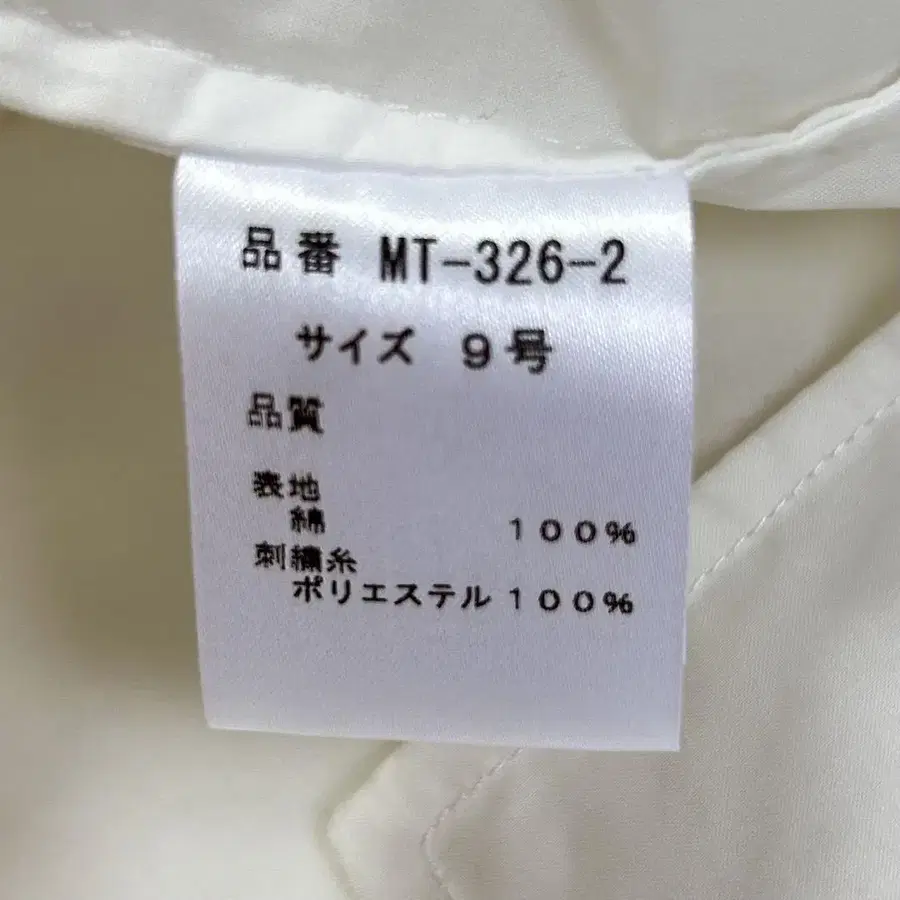 品番 MT-326-2
サイズ 9号
品質
表地
綿 100%
刺繍糸
ポリエステル 100%